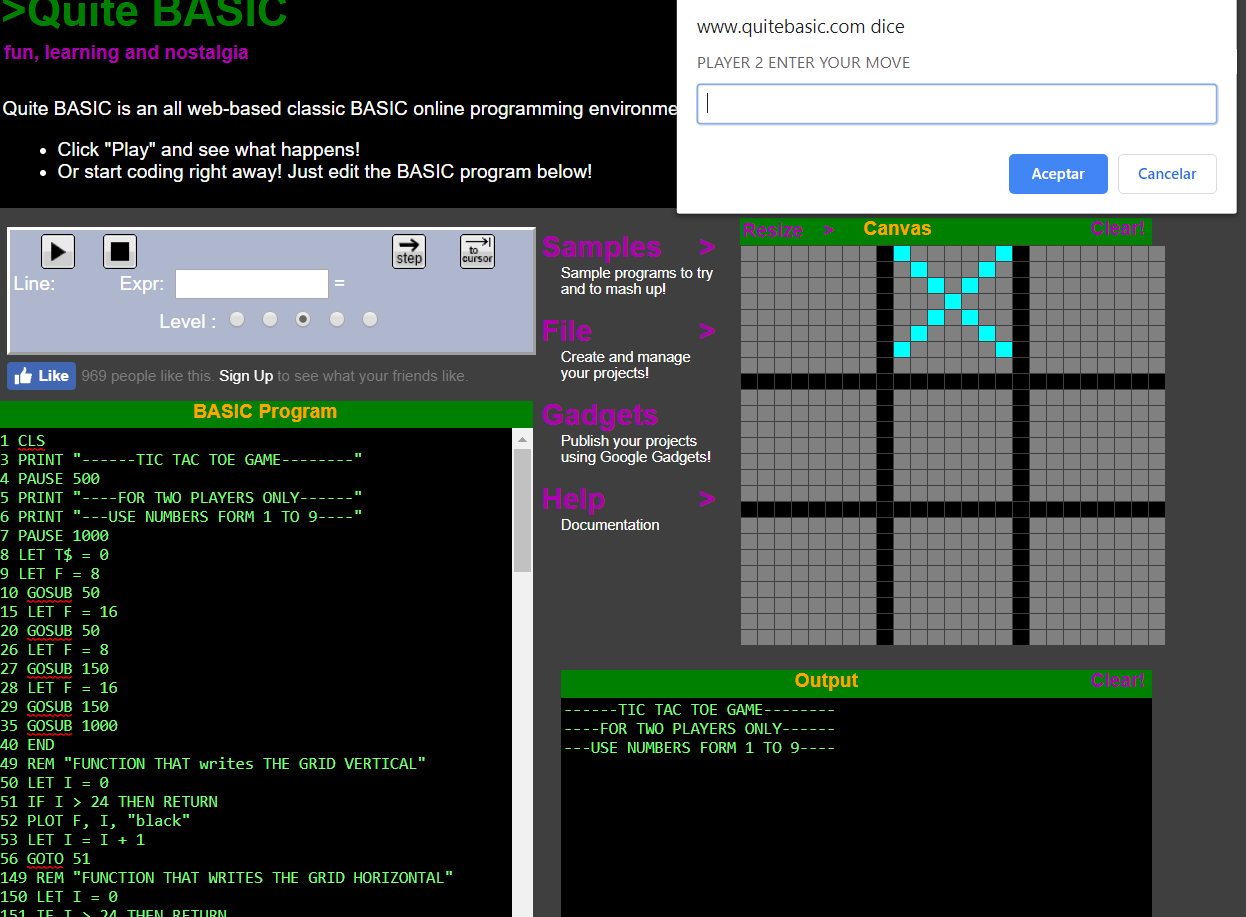 >Quite BASIC
fun, learning and nostalgia
Quite BASIC is an all web-based classic BASIC online programming environme
Click "Play" and see what happens!
Or start coding right away! Just edit the BASIC program below!
www.quitebasic.com dice
PLAYER 2 ENTER YOUR MOVE
Aceptar
Cancelar
step
to cursor
Line:
Expr:
=
Level :
Like
969 people like this. Sign Up to see what your friends like.
BASIC Program
1 CLS
3 PRINT "------TIC TAC TOE GAME--------"
4 PAUSE 500
5 PRINT "----FOR TWO PLAYERS ONLY------"
6 PRINT "---USE NUMBERS FORM 1 TO 9----"
7 PAUSE 1000
8 LET T$ = 0
9 LET F = 8
10 GOSUB 50
15 LET F = 16
20 GOSUB 50
26 LET F = 8
27 GOSUB 150
28 LET F = 16
29 GOSUB 150
35 GOSUB 1000
40 END
49 REM "FUNCTION THAT writes THE GRID VERTICAL"
50 LET I = 0
51 IF I > 24 THEN RETURN
52 PLOT F, I, "black"
53 LET I = I + 1
56 GOTO 51
149 REM "FUNCTION THAT WRITES THE GRID HORIZONTAL"
150 LET I = 0
151 IF I > 24 THEN RETURN
Samples >
Sample programs to try
and to mash up!
File >
Create and manage
your projects!
Gadgets
Publish your projects
using Google Gadgets!
Help >
Documentation
Resize >
Canvas
Clear!
Output
Clear!
------TIC TAC TOE GAME--------
----FOR TWO PLAYERS ONLY------
---USE NUMBERS FORM 1 TO 9----